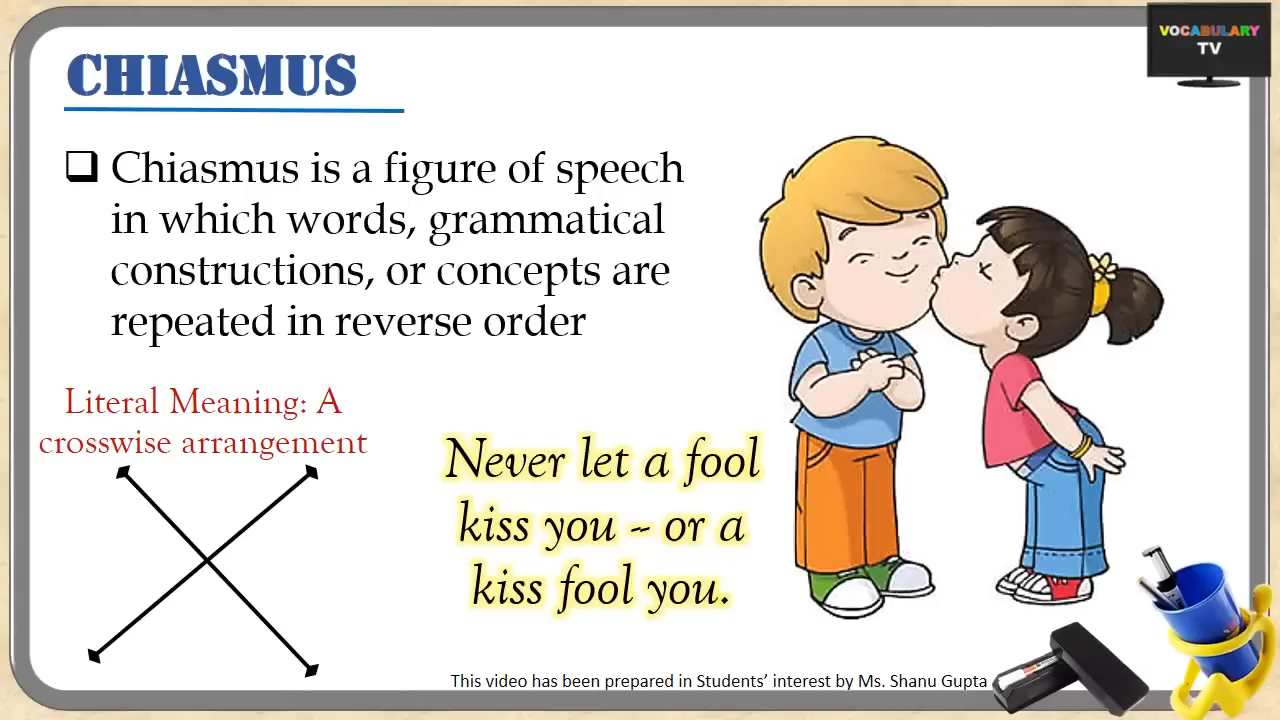 VOCABULARY
TV
CHIASMUS
❑ Chiasmus is a figure of speech
in which words, grammatical
constructions, or concepts are
repeated in reverse order
Literal Meaning: A
crosswise arrangement
Never let a fool
kiss you -- or a
kiss fool you.
This video has been prepared in Students’ interest by Ms. Shanu Gupta